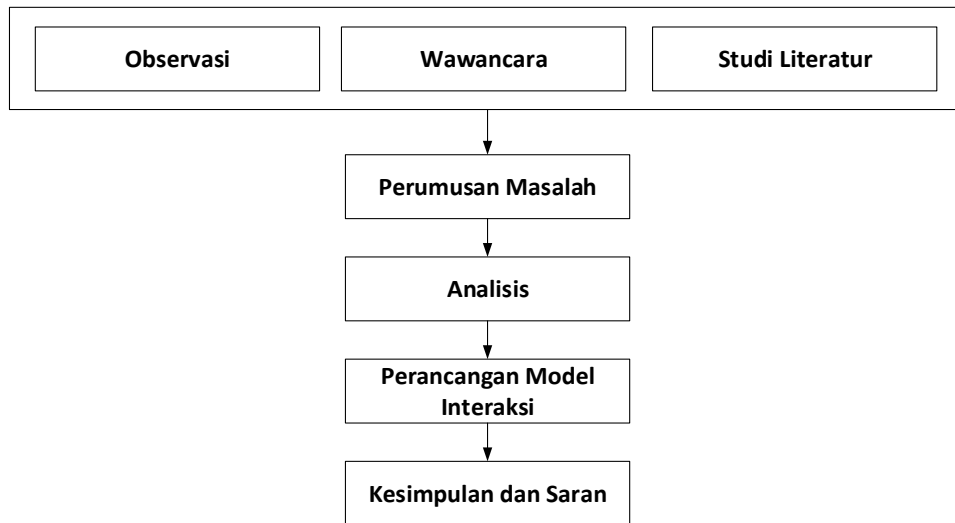 Observasi
Wawancara
Studi Literatur
Perumusan Masalah
Analisis
Perancangan Model
Interaksi
Kesimpulan dan Saran